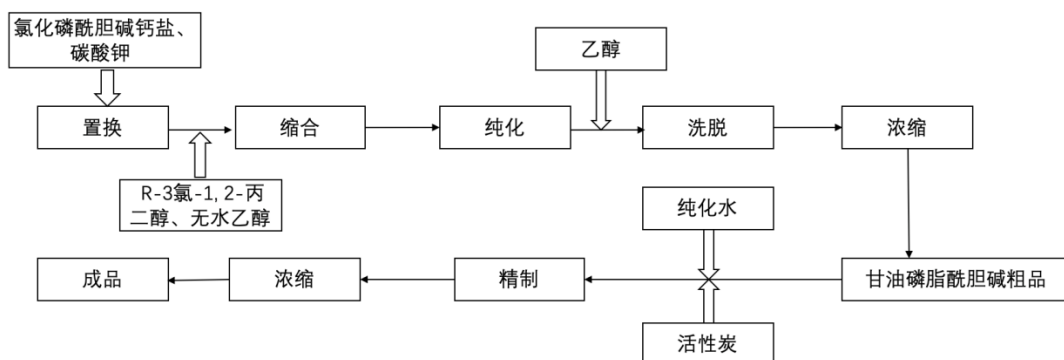 氯化磷酰胆碱钙盐、
碳酸钾
置换
R-3氯-1, 2-丙
二醇、无水乙醇
缩合
纯化
乙醇
洗脱
浓缩
甘油磷脂酰胆碱粗品
纯化水
活性炭
精制
浓缩
成品